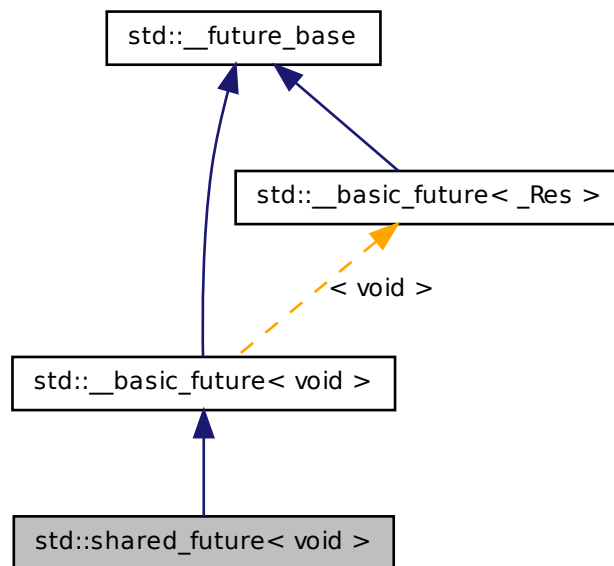 std::__future_base
std::__basic_future< _Res >
< void >
std::__basic_future< void >
std::shared_future< void >